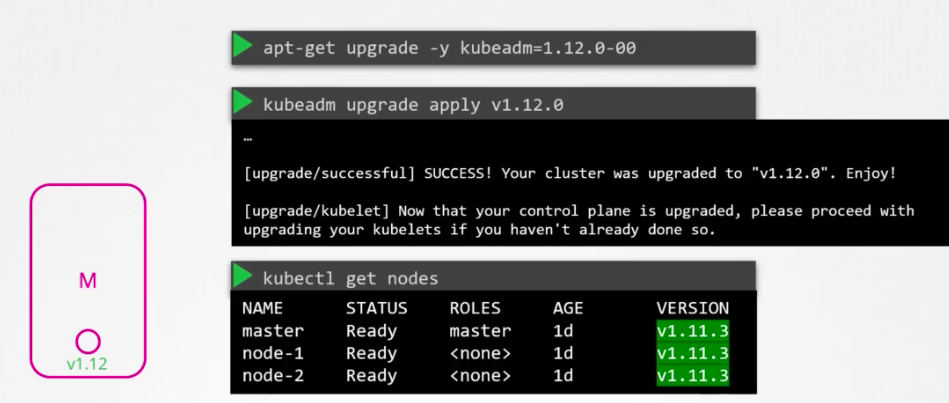 apt-get upgrade -y kubeadm=1.12.0-00
kubeadm upgrade apply v1.12.0
…
[upgrade/successful] SUCCESS! Your cluster was upgraded to "v1.12.0". Enjoy!
[upgrade/kubelet] Now that your control plane is upgraded, please proceed with
upgrading your kubelets if you haven't already done so.
M
v1.12
kubectl get nodes
NAME STATUS ROLES AGE VERSION
master Ready master 1d v1.11.3
node-1 Ready <none> 1d v1.11.3
node-2 Ready <none> 1d v1.11.3